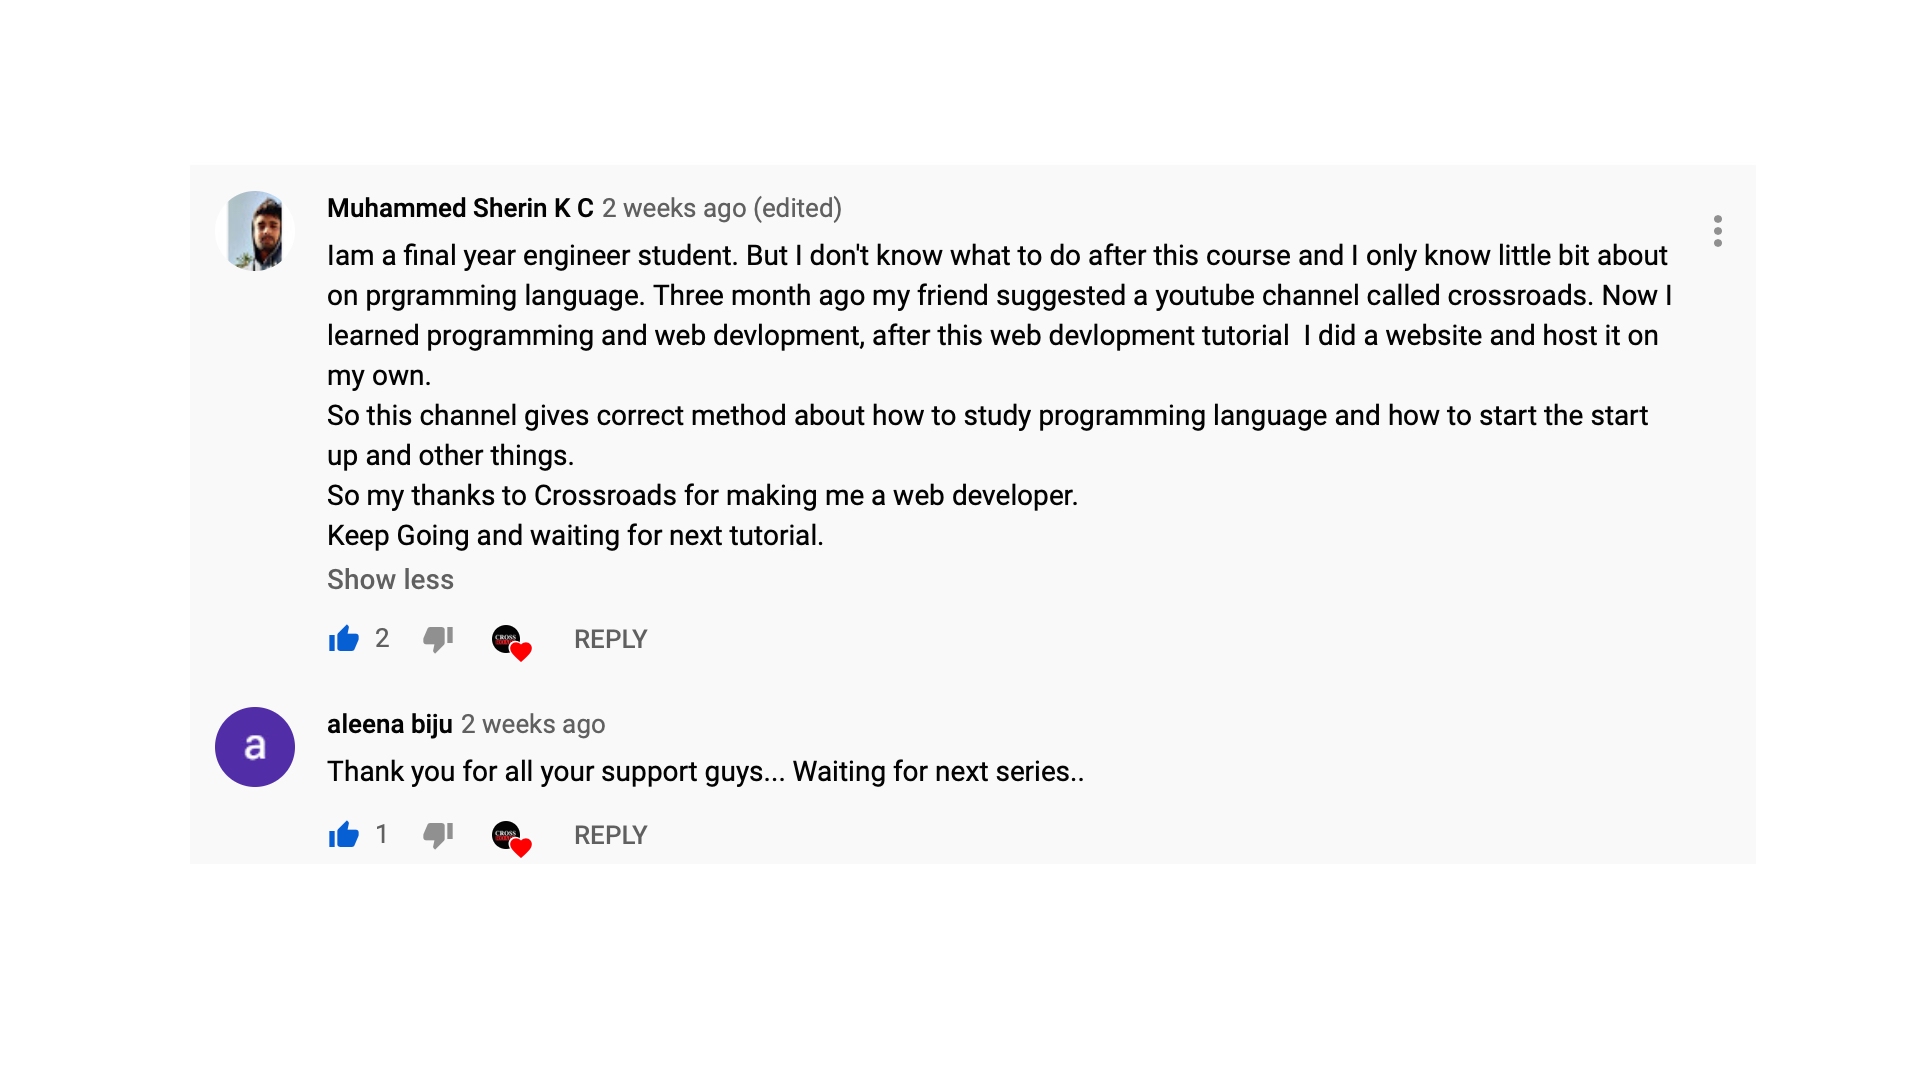 Muhammed Sherin K C 2 weeks ago (edited)
Iam a final year engineer student. But I don't know what to do after this course and I only know little bit about
on prgramming language. Three month ago my friend suggested a youtube channel called crossroads. Now I
learned programming and web devlopment, after this web devlopment tutorial  I did a website and host it on
my own.
So this channel gives correct method about how to study programming language and how to start the start
up and other things.
So my thanks to Crossroads for making me a web developer.
Keep Going and waiting for next tutorial.
Show less
2 CROSS REPLY
a
aleena biju 2 weeks ago
Thank you for all your support guys... Waiting for next series..
1 CROSS REPLY